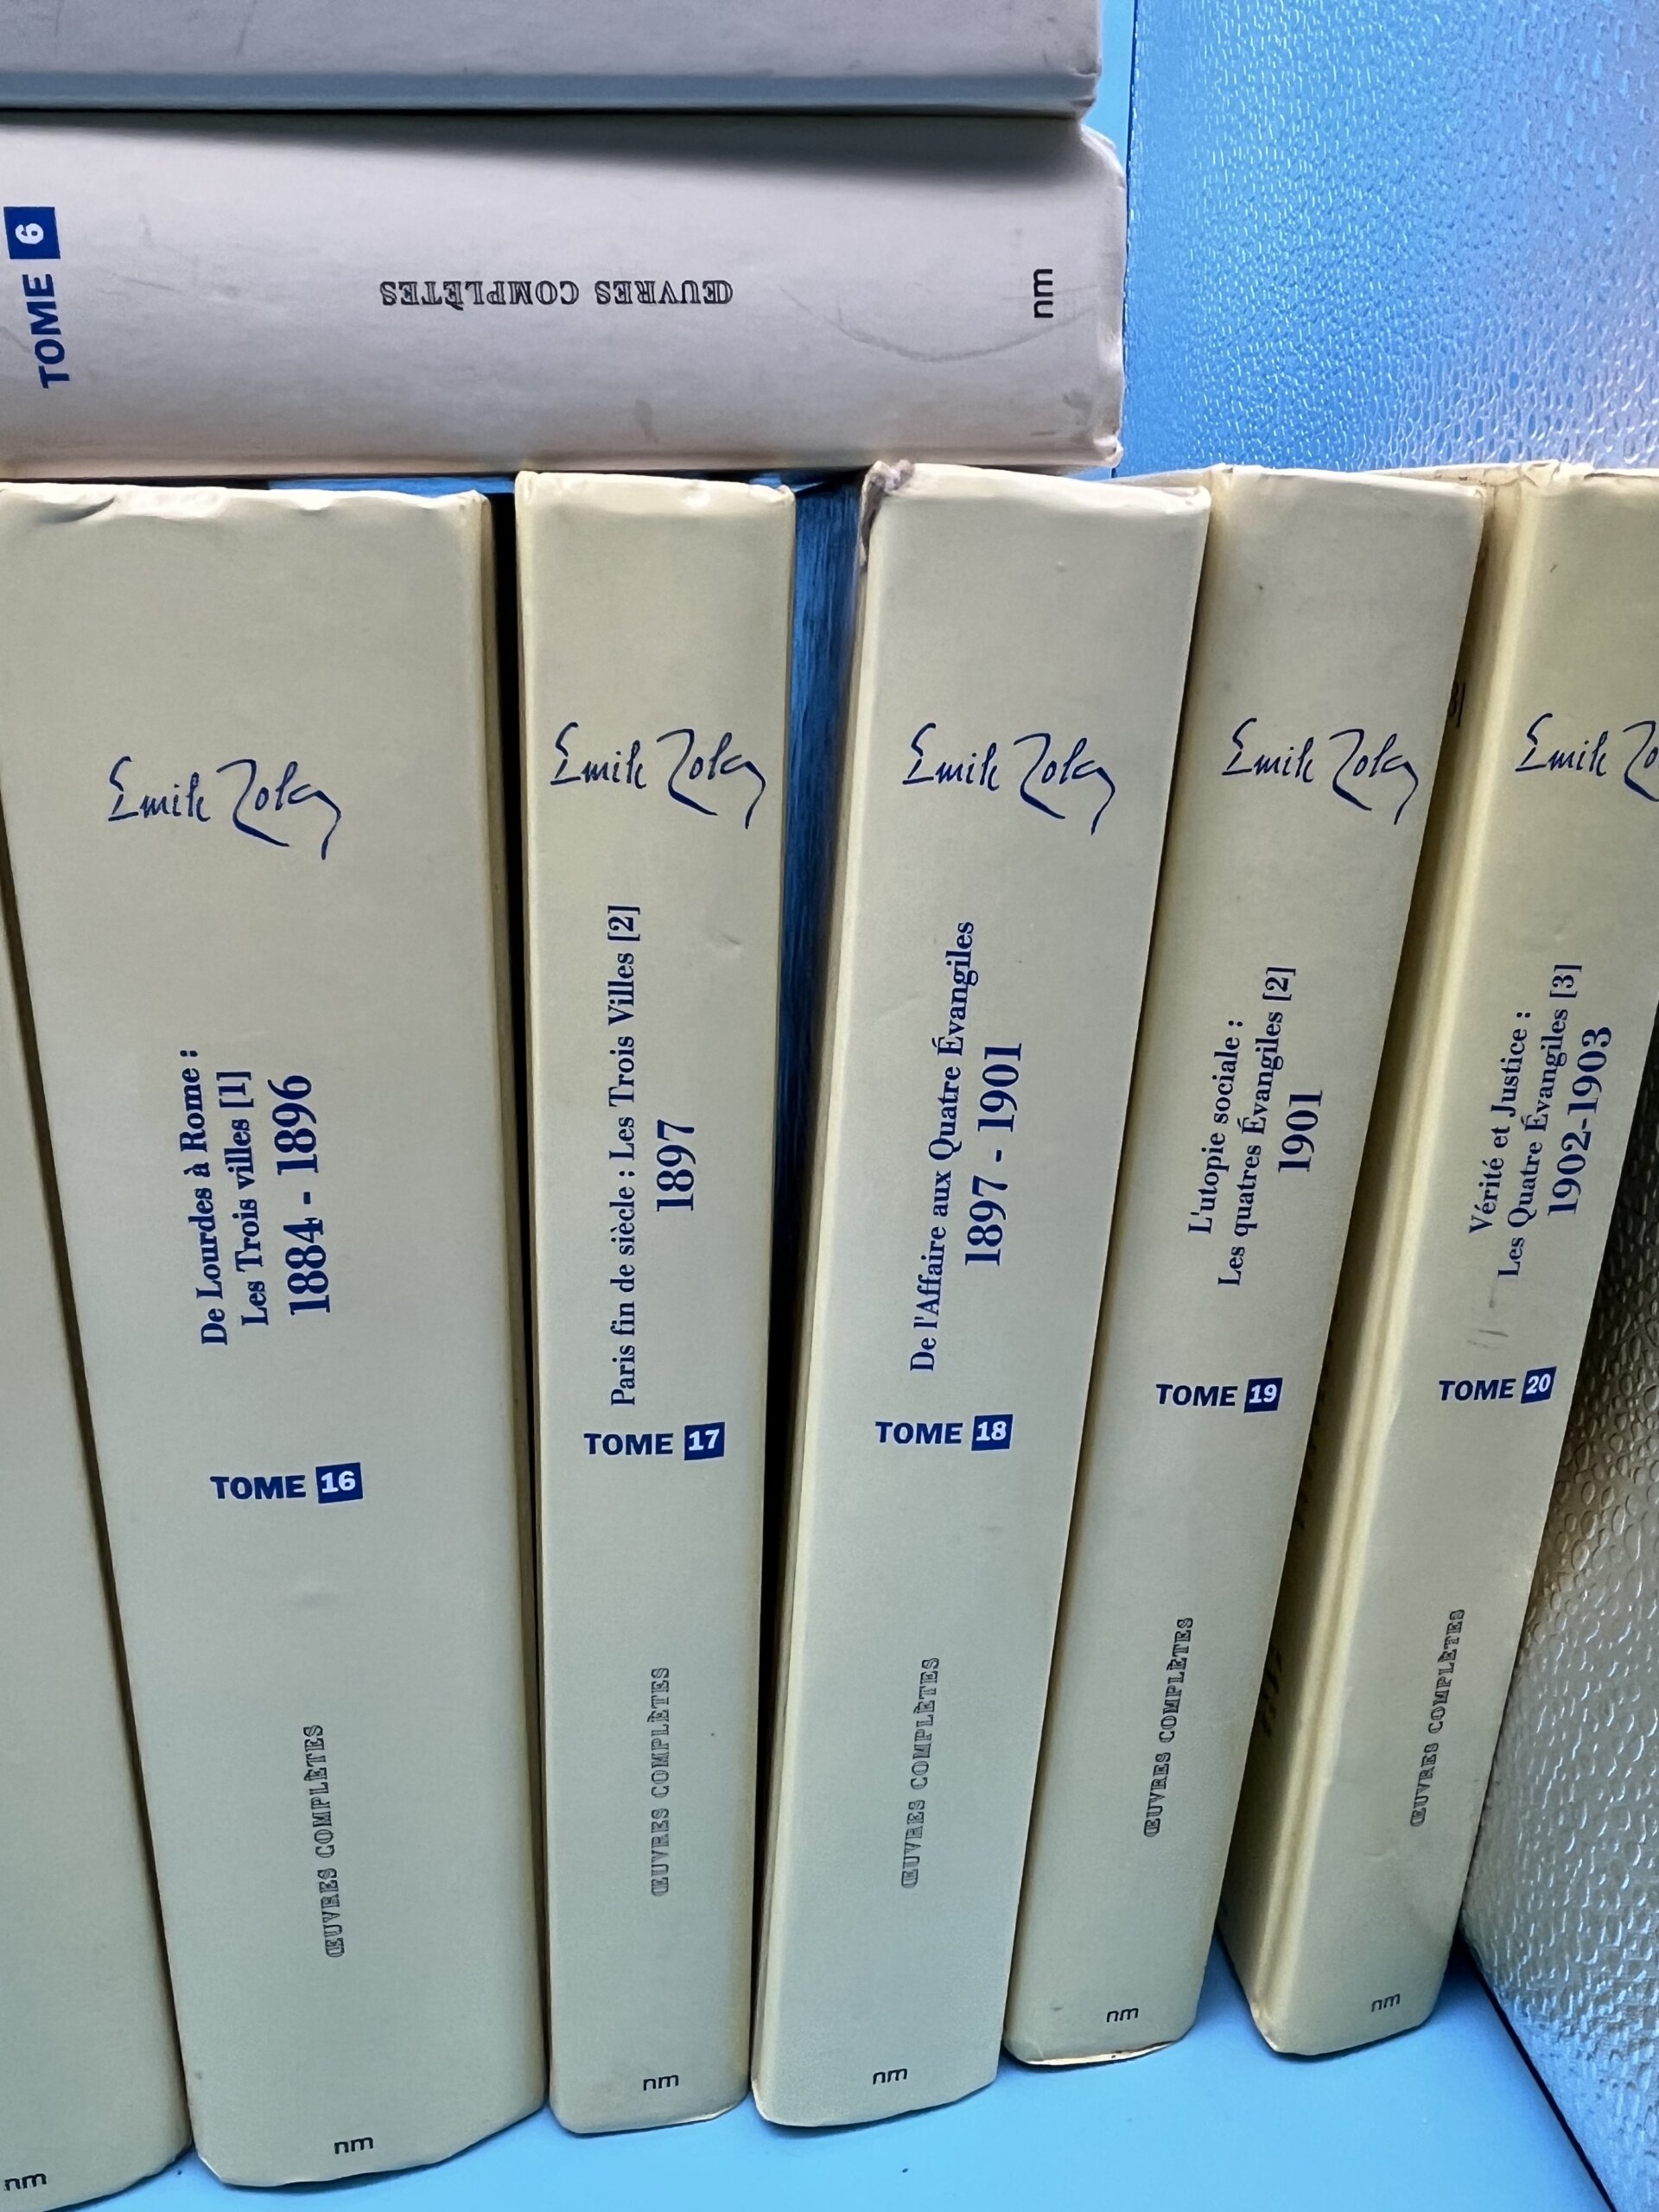 TOME 6
ŒUVRES COMPLÈTES
nm
nm
Emile Zola
De Lourdes à Rome :
Les Trois villes [1]
1884 - 1896
TOME 16
ŒUVRES COMPLÈTES
nm
Emile Zola
Paris fin de siècle : Les Trois Villes [2]
1897
TOME 17
ŒUVRES COMPLÈTES
nm
Emile Zola
De l'Affaire aux Quatre Évangiles
1897 - 1901
TOME 18
ŒUVRES COMPLÈTES
nm
Emile Zola
L'utopie sociale :
Les quatres Évangiles [2]
1901
TOME 19
ŒUVRES COMPLÈTES
nm
Emile Zo
Vérité et Justice :
Les Quatre Évangiles [3]
1902-1903
TOME 20
ŒUVRES COMPLÈTES
nm